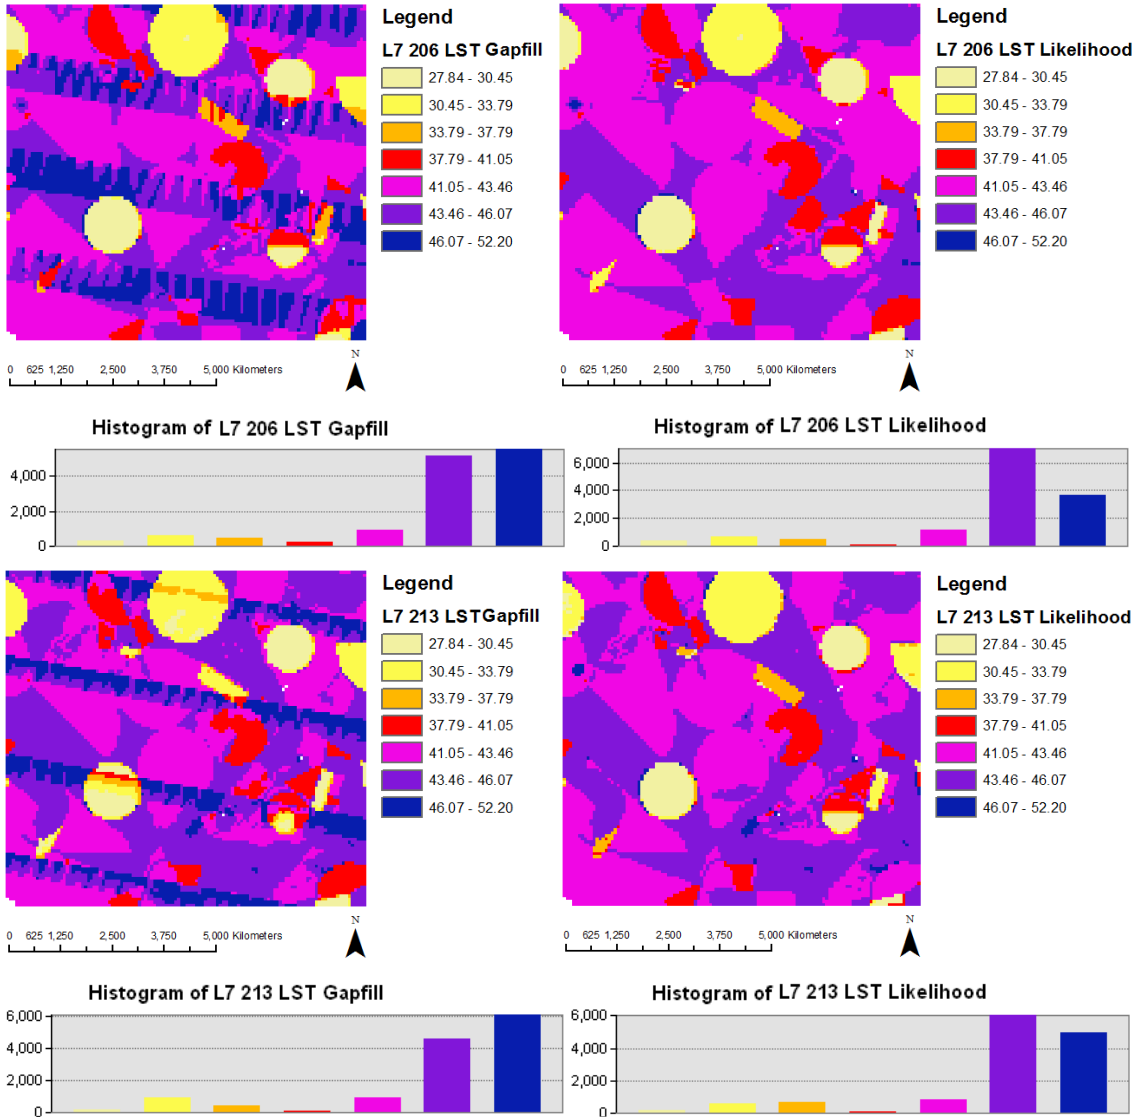 Legend
L7 206 LST Gapfill
27.84 - 30.45
30.45 - 33.79
33.79 - 37.79
37.79 - 41.05
41.05 - 43.46
43.46 - 46.07
46.07 - 52.20
N
0 625 1,250 2,500 3,750 5,000 Kilometers
Legend
L7 206 LST Likelihood
27.84 - 30.45
30.45 - 33.79
33.79 - 37.79
37.79 - 41.05
41.05 - 43.46
43.46 - 46.07
46.07 - 52.20
N
0 625 1,250 2,500 3,750 5,000 Kilometers
Histogram of L7 206 LST Gapfill
4,000
2,000
0
Histogram of L7 206 LST Likelihood
6,000
4,000
2,000
0
Legend
L7 213 LST Gapfill
27.84 - 30.45
30.45 - 33.79
33.79 - 37.79
37.79 - 41.05
41.05 - 43.46
43.46 - 46.07
46.07 - 52.20
N
0 625 1,250 2,500 3,750 5,000 Kilometers
Legend
L7 213 LST Likelihood
27.84 - 30.45
30.45 - 33.79
33.79 - 37.79
37.79 - 41.05
41.05 - 43.46
43.46 - 46.07
46.07 - 52.20
N
0 625 1,250 2,500 3,750 5,000 Kilometers
Histogram of L7 213 LST Gapfill
6,000
4,000
2,000
0
Histogram of L7 213 LST Likelihood
6,000
4,000
2,000
0